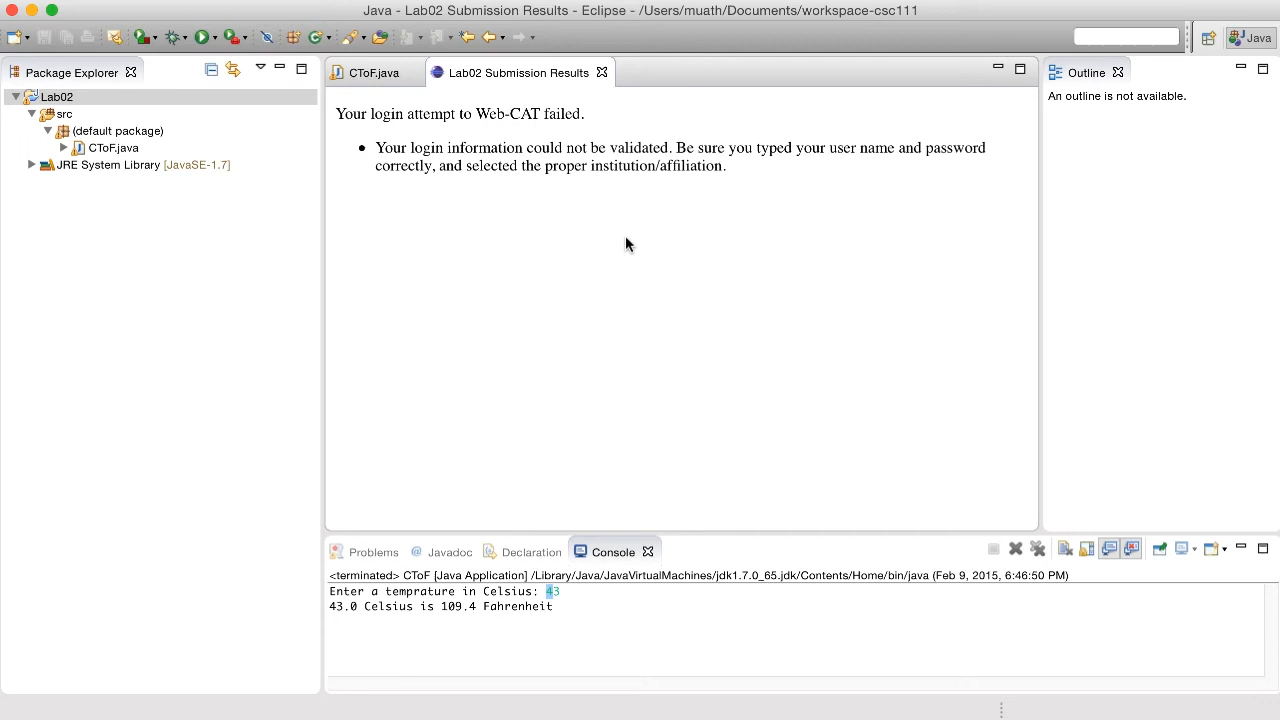 Java - Lab02 Submission Results - Eclipse - /Users/muath/Documents/workspace-csc111
Java
Package Explorer
CToF.java
Lab02 Submission Results
Outline
Lab02
src
(default package)
CToF.java
JRE System Library [JavaSE-1.7]
Your login attempt to Web-CAT failed.
• Your login information could not be validated. Be sure you typed your user name and password
correctly, and selected the proper institution/affiliation.
An outline is not available.
Problems
@ Javadoc
Declaration
Console
<terminated> CToF [Java Application] /Library/Java/JavaVirtualMachines/jdk1.7.0_65.jdk/Contents/Home/bin/java (Feb 9, 2015, 6:46:50 PM)
Enter a temprature in Celsius: 43
43.0 Celsius is 109.4 Fahrenheit